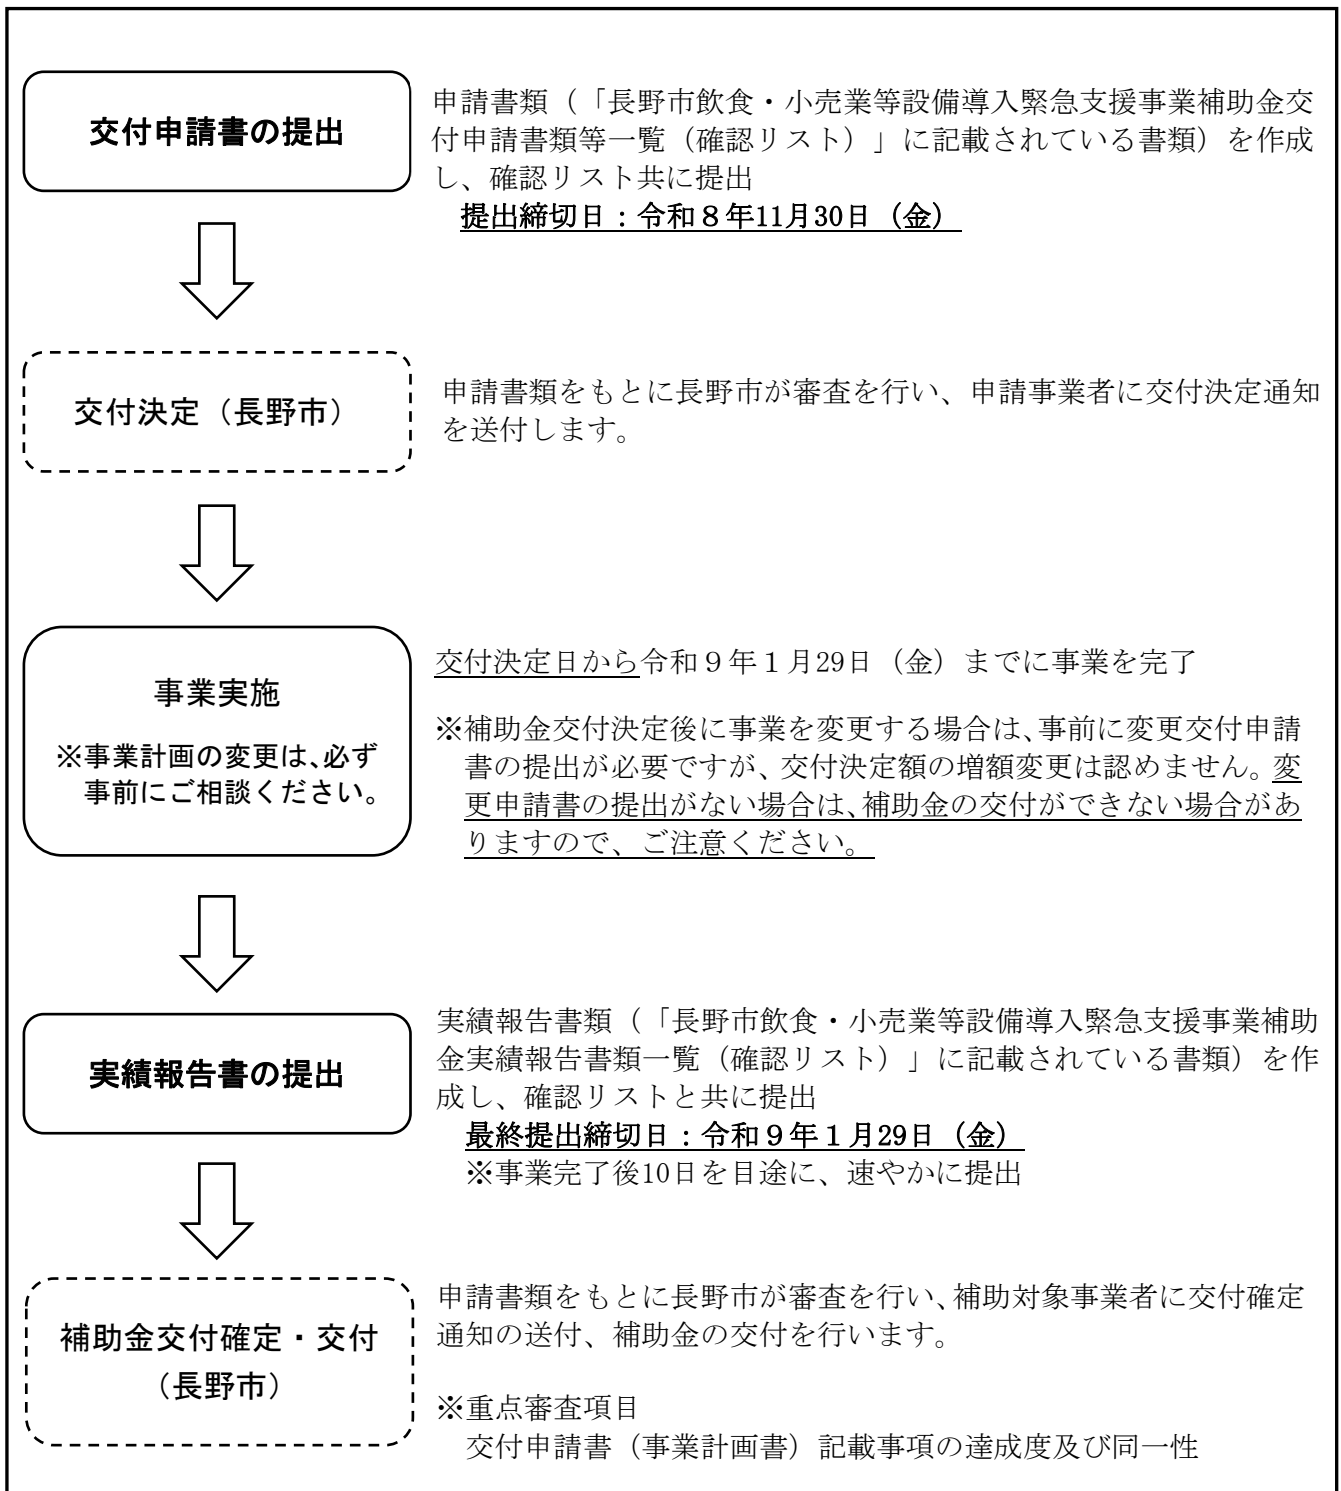 交付申請書の提出
申請書類（「長野市飲食・小売業等設備導入緊急支援事業補助金交
付申請書類等一覧（確認リスト）」に記載されている書類）を作成
し、確認リスト共に提出
提出締切日：令和８年11月30日（金）
交付決定（長野市）
申請書類をもとに長野市が審査を行い、申請事業者に交付決定通知
を送付します。
事業実施
※事業計画の変更は、必ず
事前にご相談ください。
交付決定日から令和９年１月29日（金）までに事業を完了
※補助金交付決定後に事業を変更する場合は、事前に変更交付申請
書の提出が必要ですが、交付決定額の増額変更は認めません。変
更申請書の提出がない場合は、補助金の交付ができない場合があ
りますので、ご注意ください。
実績報告書の提出
実績報告書類（「長野市飲食・小売業等設備導入緊急支援事業補助
金実績報告書類一覧（確認リスト）」に記載されている書類）を作
成し、確認リストと共に提出
最終提出締切日：令和９年１月29日（金）
※事業完了後10日を目途に、速やかに提出
補助金交付確定・交付
（長野市）
申請書類をもとに長野市が審査を行い、補助対象事業者に交付確定
通知の送付、補助金の交付を行います。
※重点審査項目
交付申請書（事業計画書）記載事項の達成度及び同一性